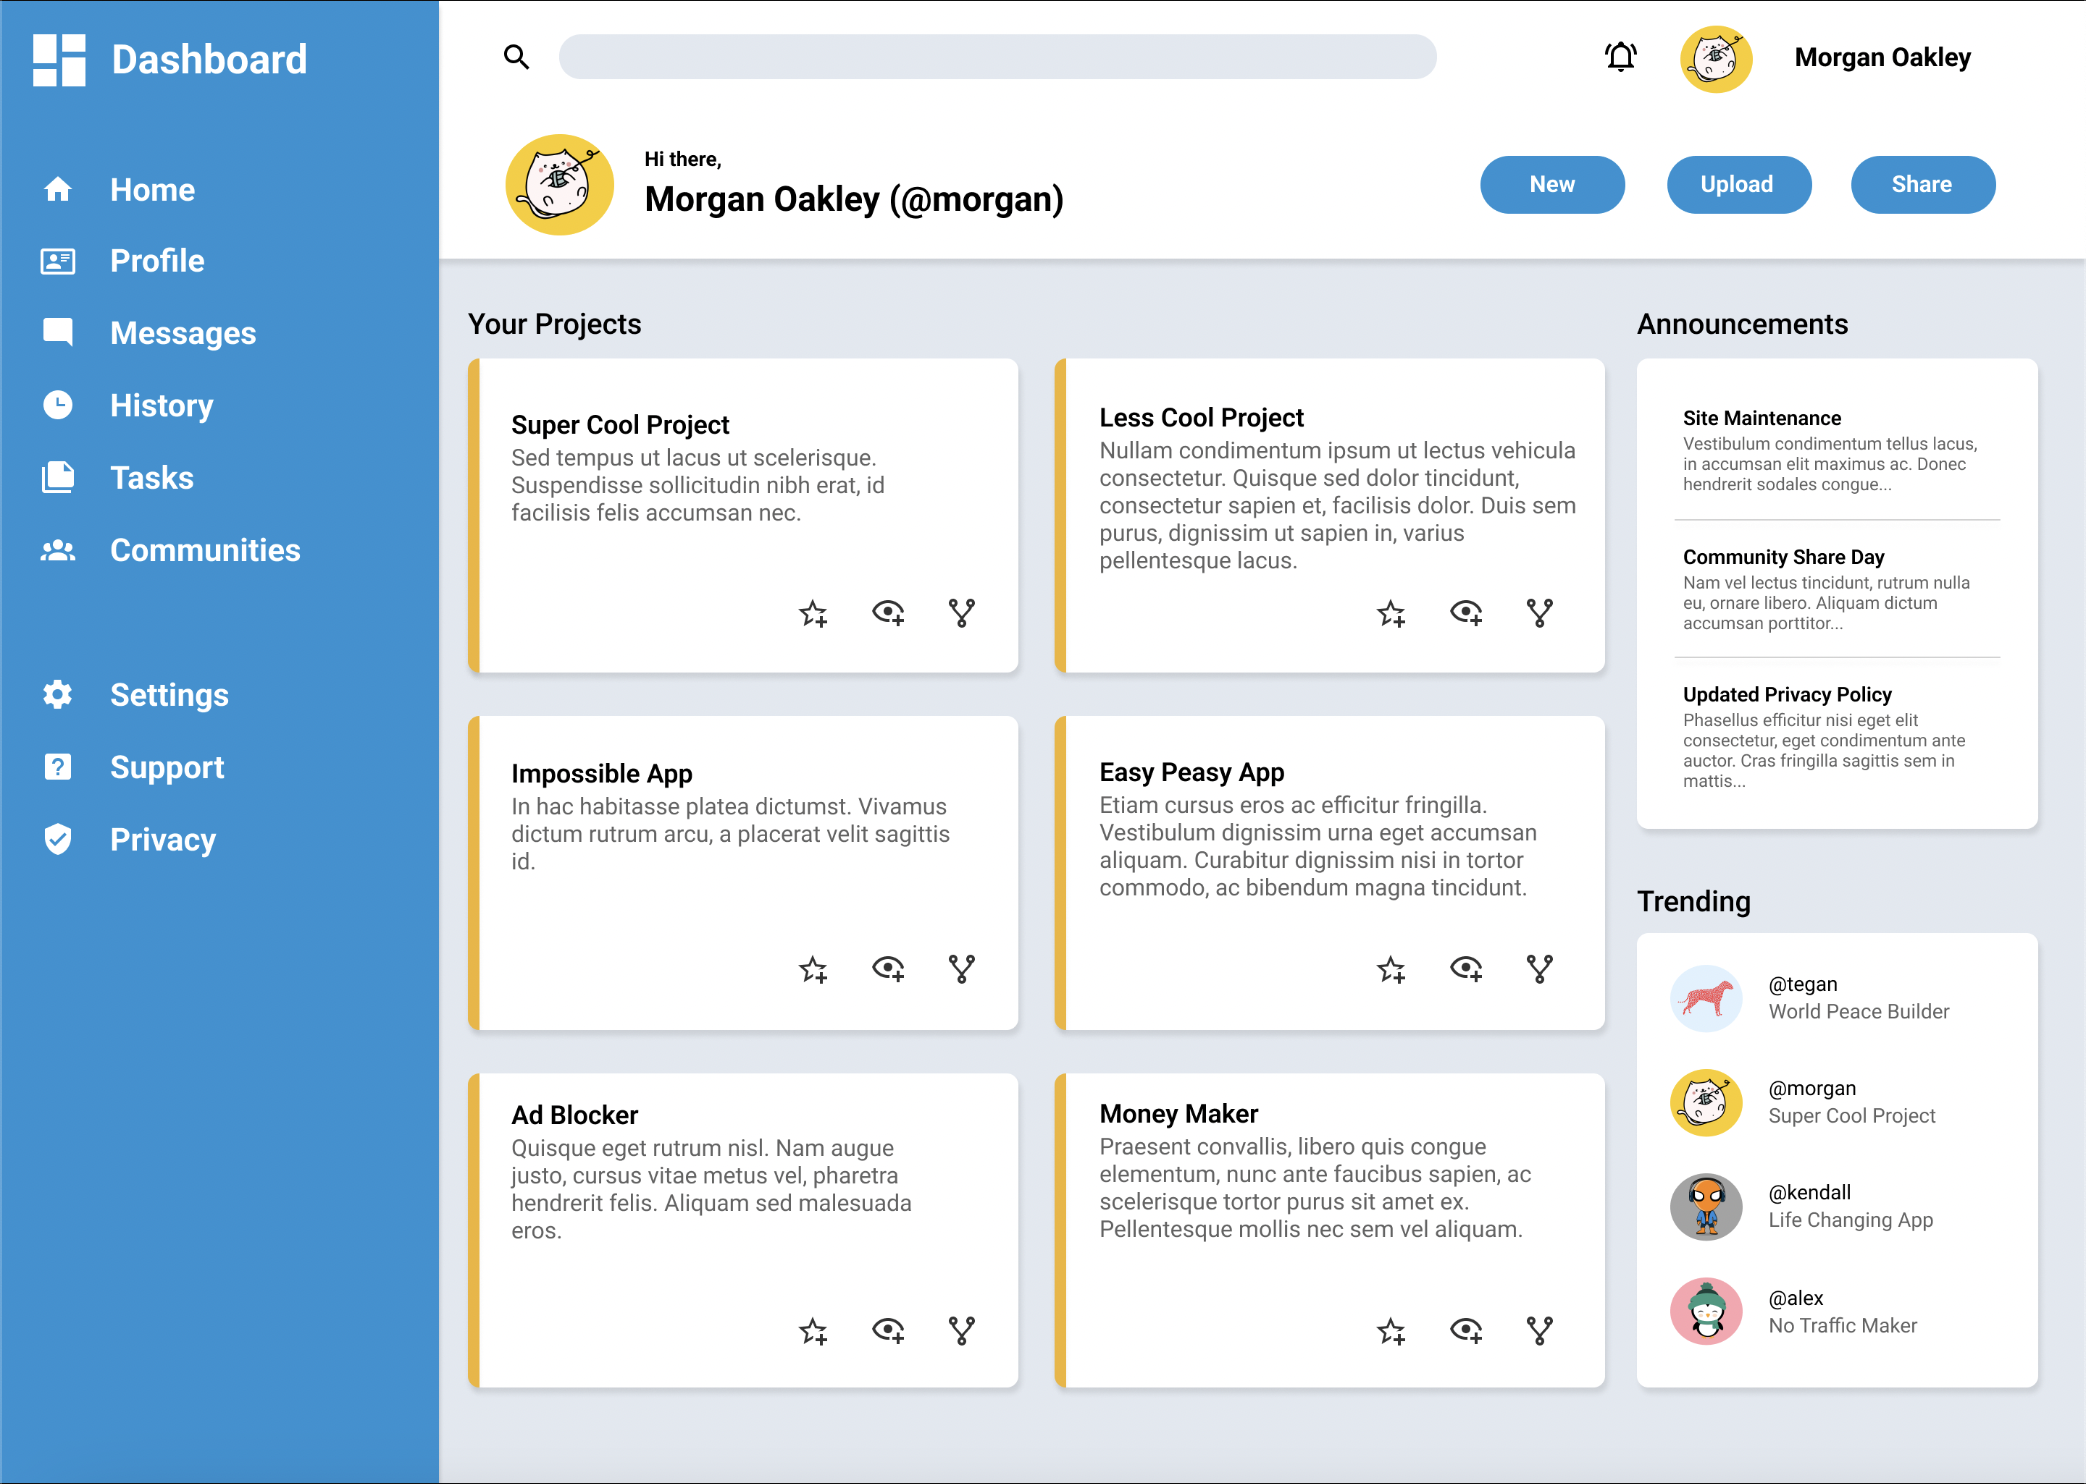 Dashboard
Home
Profile
Messages
History
Tasks
Communities
Settings
Support
Privacy
Morgan Oakley
Hi there,
Morgan Oakley (@morgan)
New
Upload
Share
Your Projects
Super Cool Project
Sed tempus ut lacus ut scelerisque.
Suspendisse sollicitudin nibh erat, id
facilisis felis accumsan nec.
Less Cool Project
Nullam condimentum ipsum ut lectus vehicula
consectetur. Quisque sed dolor tincidunt,
consectetur sapien et, facilisis dolor. Duis sem
purus, dignissim ut sapien in, varius
pellentesque lacus.
Impossible App
In hac habitasse platea dictumst. Vivamus
dictum rutrum arcu, a placerat velit sagittis
id.
Easy Peasy App
Etiam cursus eros ac efficitur fringilla.
Vestibulum dignissim urna eget accumsan
aliquam. Curabitur dignissim nisi in tortor
commodo, ac bibendum magna tincidunt.
Ad Blocker
Quisque eget rutrum nisl. Nam augue
justo, cursus vitae metus vel, pharetra
hendrerit felis. Aliquam sed malesuada
eros.
Money Maker
Praesent convallis, libero quis congue
elementum, nunc ante faucibus sapien, ac
scelerisque tortor purus sit amet ex.
Pellentesque mollis nec sem vel aliquam.
Announcements
Site Maintenance
Vestibulum condimentum tellus lacus,
in accumsan elit maximus ac. Donec
hendrerit sodales congue...
Community Share Day
Nam vel lectus tincidunt, rutrum nulla
eu, ornare libero. Aliquam dictum
accumsan porttitor...
Updated Privacy Policy
Phasellus efficitur nisi eget elit
consectetur, eget condimentum ante
auctor. Cras fringilla sagittis sem in
mattis...
Trending
@tegan
World Peace Builder
@morgan
Super Cool Project
@kendall
Life Changing App
@alex
No Traffic Maker